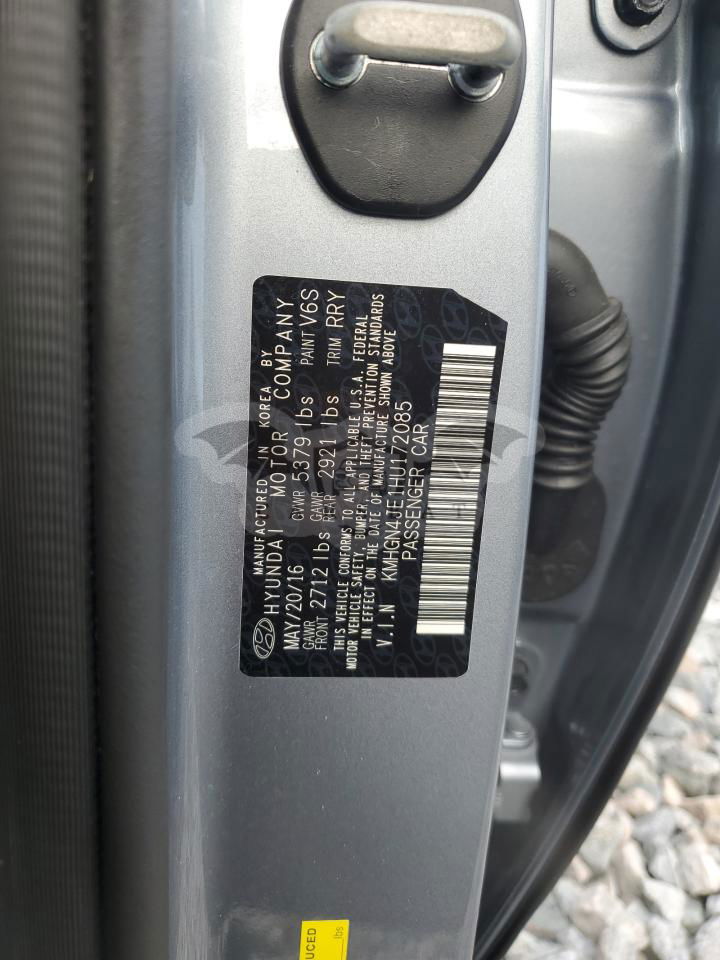 MANUFACTURED IN KOREA BY
HYUNDAI MOTOR COMPANY
MAY/20/16 GVWR 5379 lbs PAINT V6S
GAWR FRONT 2712 lbs GAWR REAR 2921 lbs TRIM RRY
THIS VEHICLE CONFORMS TO ALL APPLICABLE U.S.A. FEDERAL
MOTOR VEHICLE SAFETY, BUMPER, AND THEFT PREVENTION STANDARDS
IN EFFECT ON THE DATE OF MANUFACTURE SHOWN ABOVE
V.I.N KMHGN4JE1HU172085
PASSENGER CAR
UCED
lbs